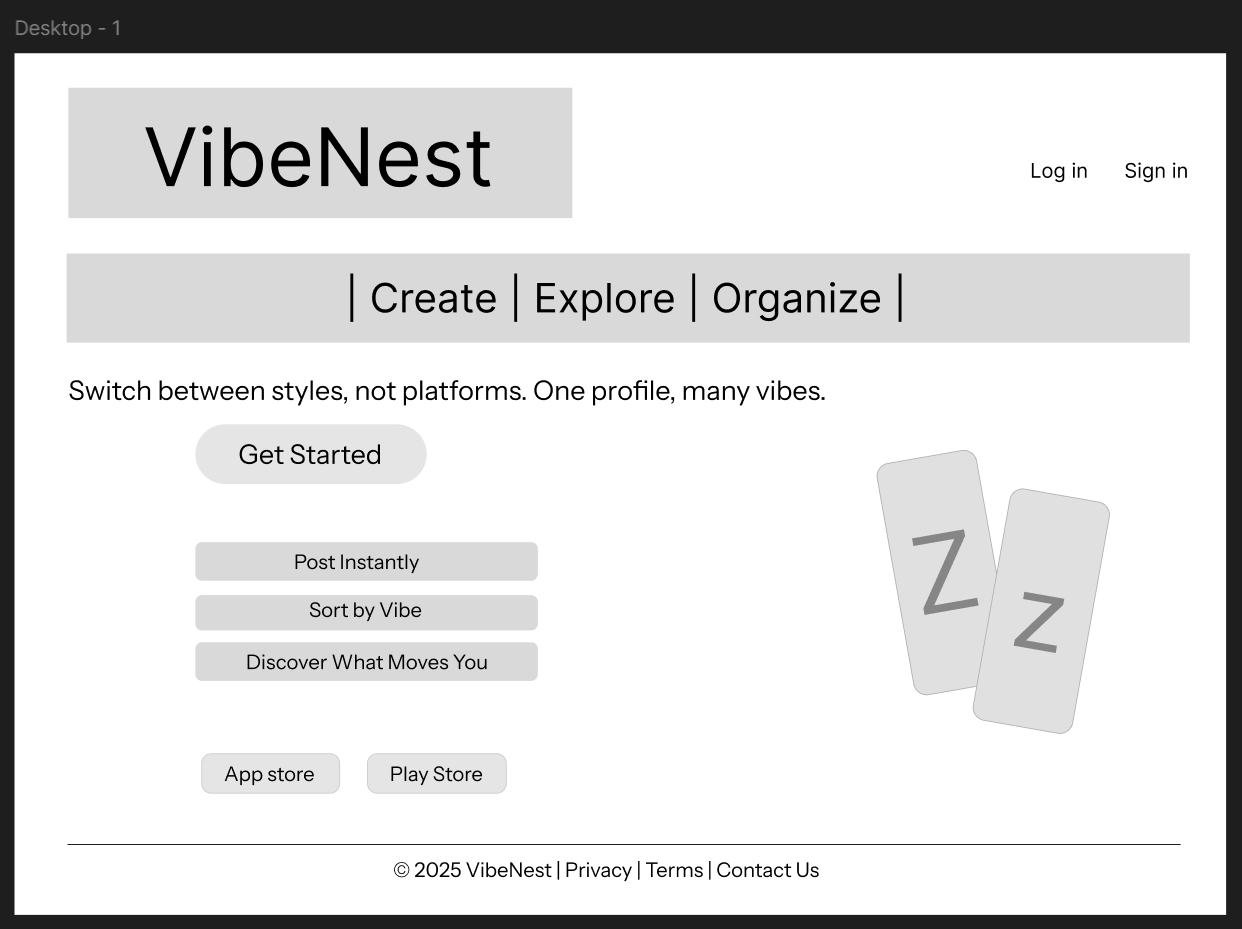 Desktop - 1
VibeNest
Log in Sign in
| Create | Explore | Organize |
Switch between styles, not platforms. One profile, many vibes.
Get Started
Post Instantly
Sort by Vibe
Discover What Moves You
Z z
App store Play Store
© 2025 VibeNest | Privacy | Terms | Contact Us